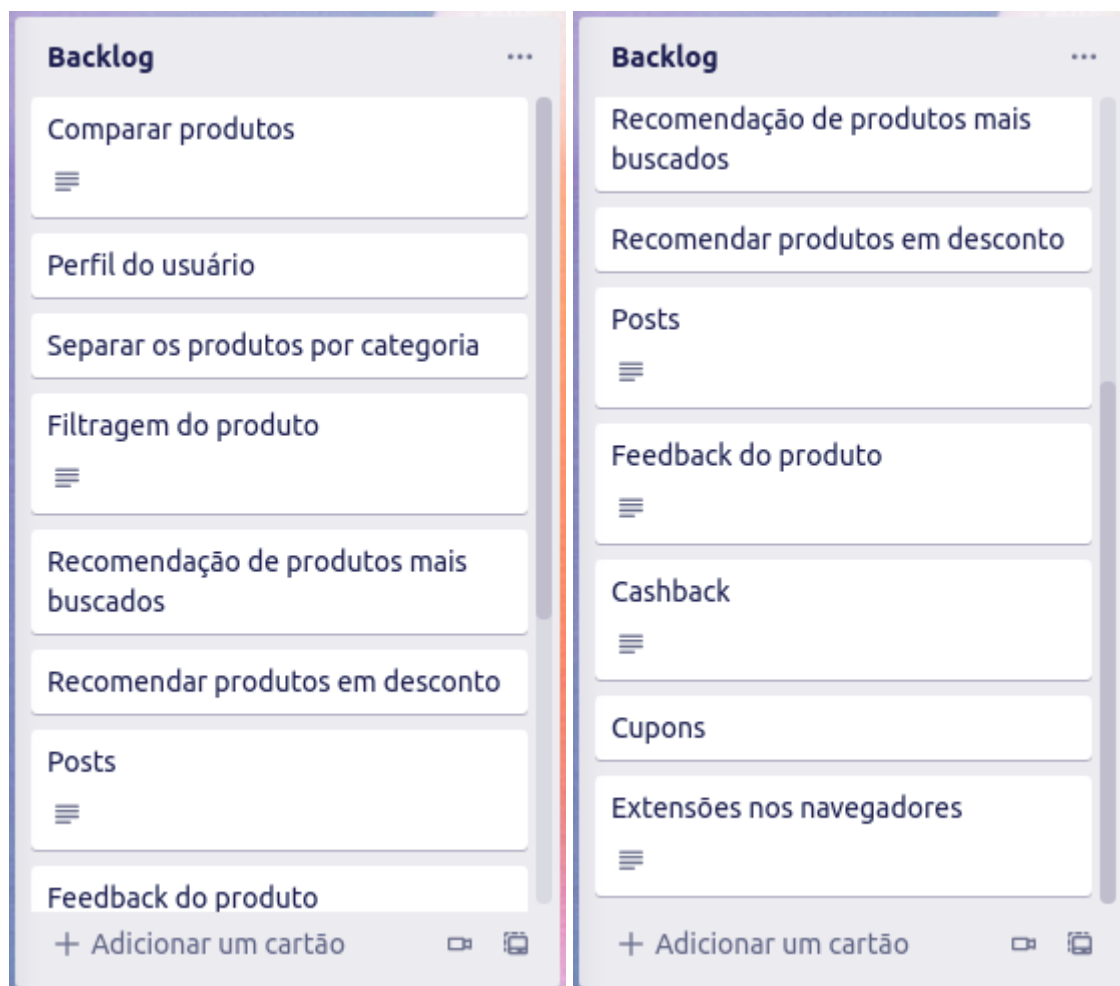 Backlog
Comparar produtos
Perfil do usuário
Separar os produtos por categoria
Filtragem do produto
Recomendação de produtos mais
buscados
Recomendar produtos em desconto
Posts
Feedback do produto
+ Adicionar um cartão
Backlog
Recomendação de produtos mais
buscados
Recomendar produtos em desconto
Posts
Feedback do produto
Cashback
Cupons
Extensões nos navegadores
+ Adicionar um cartão